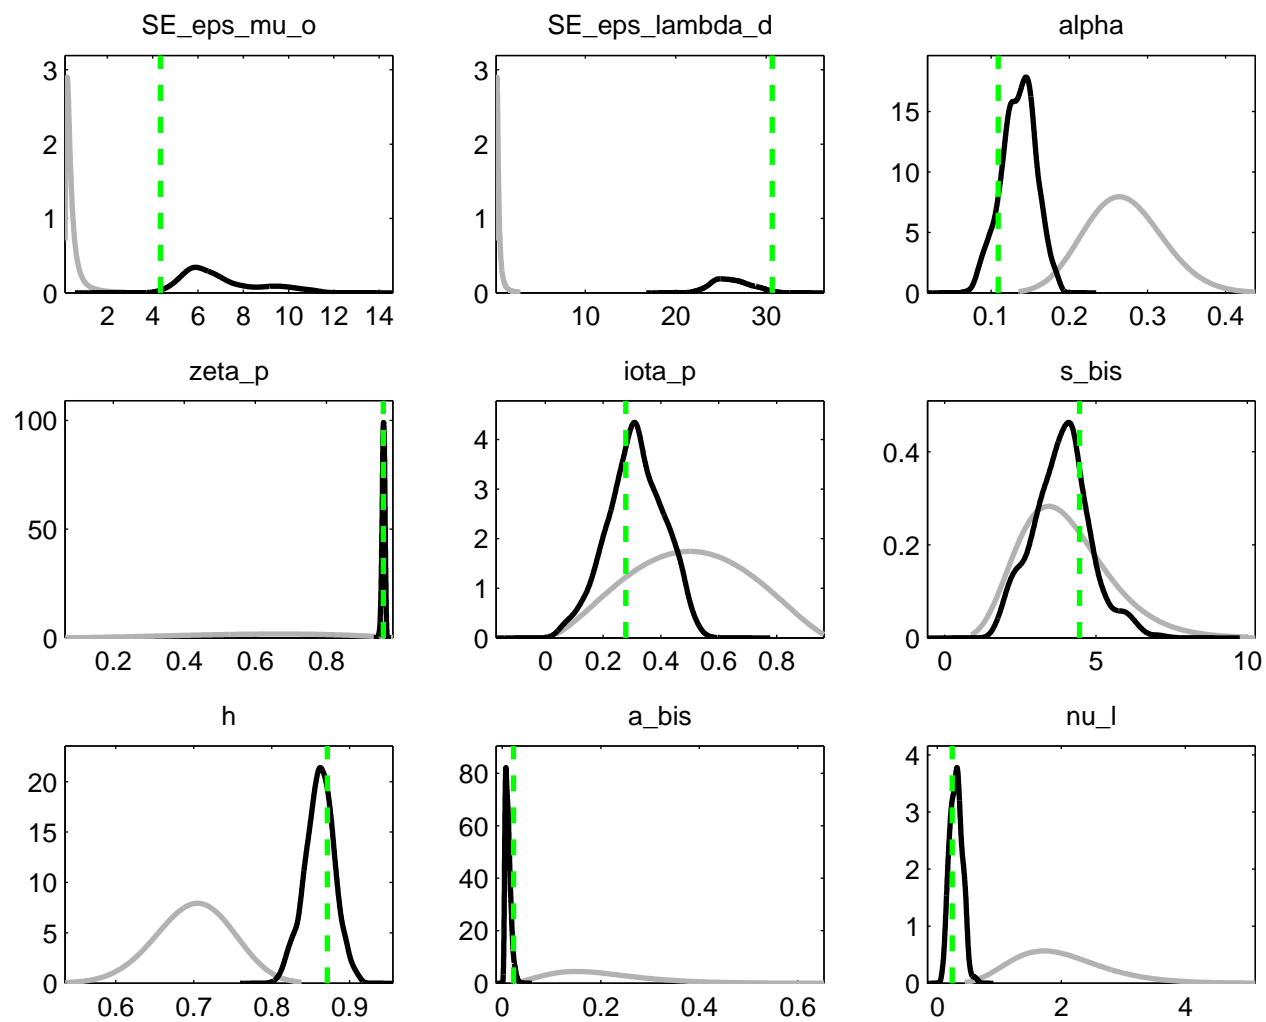 SE_eps_mu_o SE_eps_lambda_d alpha
3 3
15
2 2
10
1 1
5
0 0 0
2 4 6 8 10 12 14 10 20 30 0.1 0.2 0.3 0.4
zeta_p iota_p s_bis
100
4 0.4
3
50 2 0.2
1
0 0 0
0.2 0.4 0.6 0.8 0 0.2 0.4 0.6 0.8 0 5 10
h a_bis nu_l
4
20 80
15 60 3
10 40 2
5 20 1
0 0 0
0.6 0.7 0.8 0.9 0 0.2 0.4 0.6 0 2 4